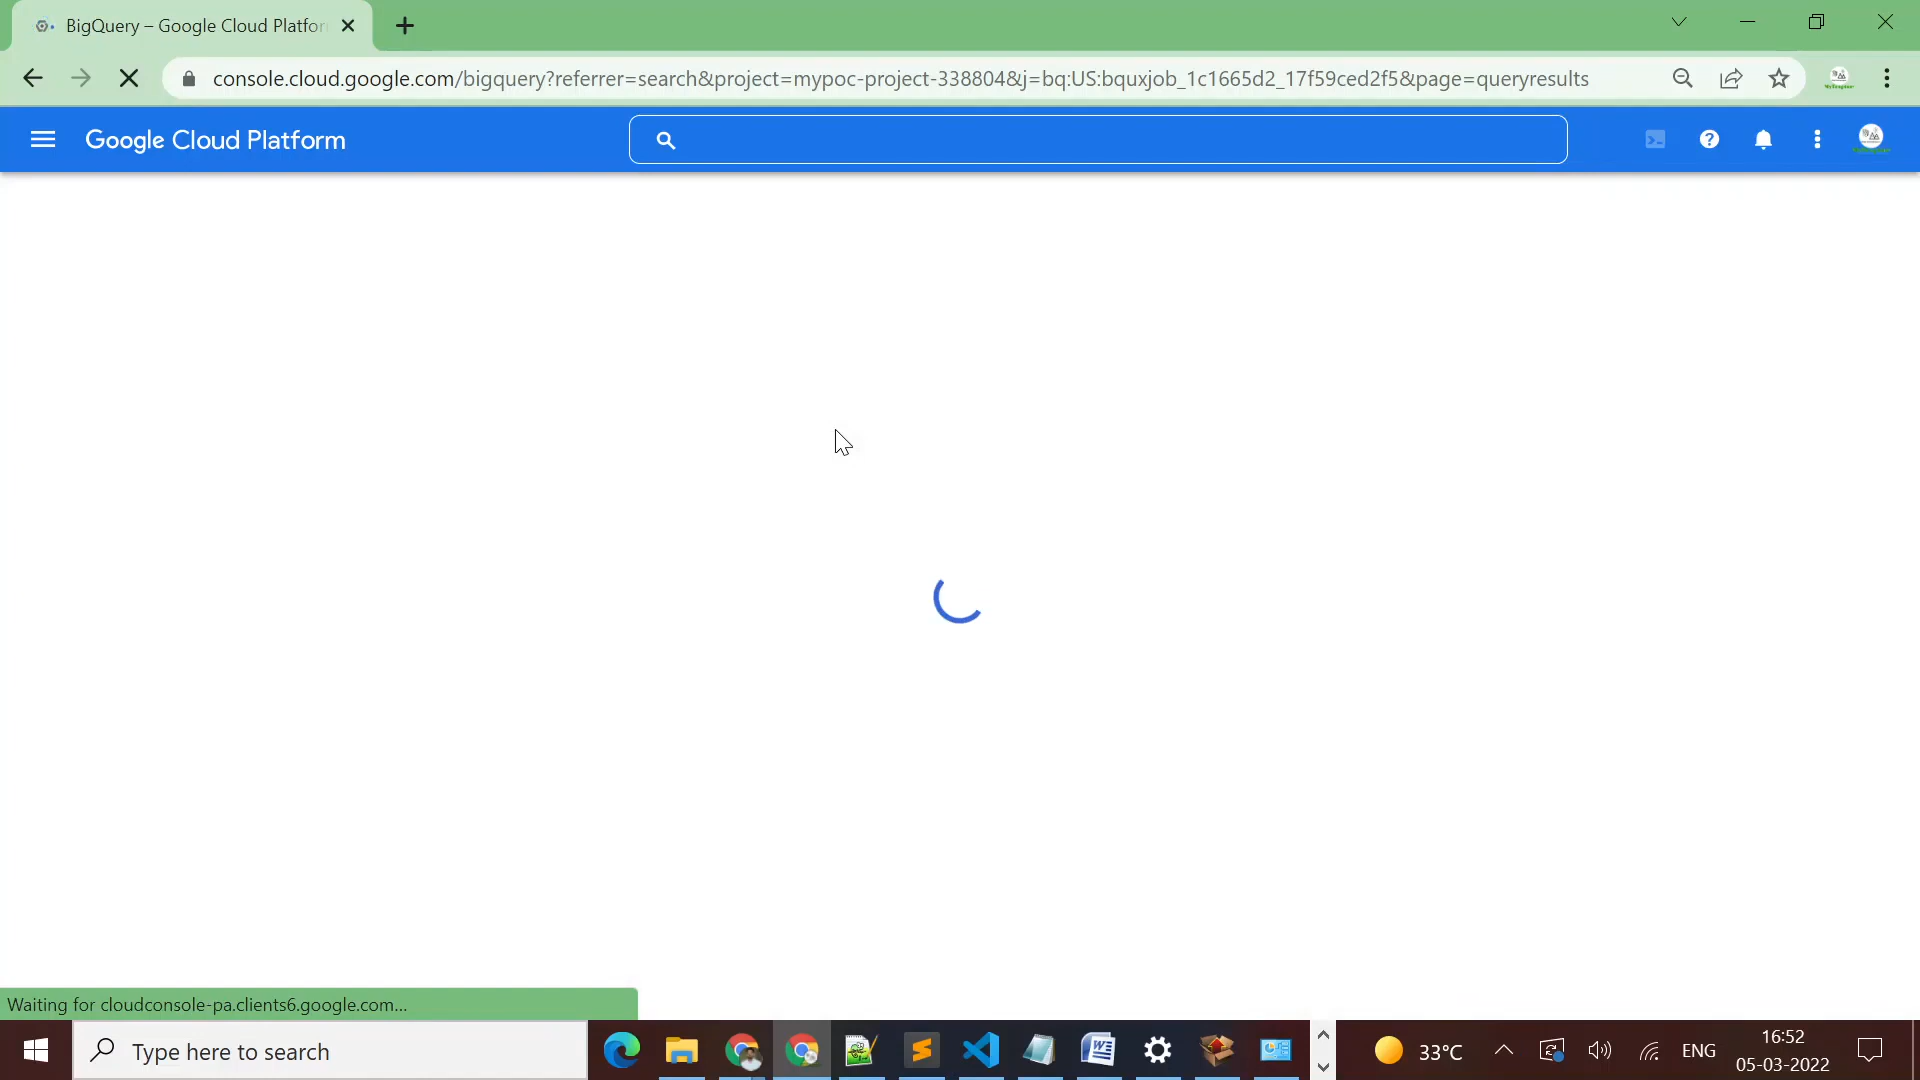 BigQuery – Google Cloud Platfor
console.cloud.google.com/bigquery?referrer=search&project=mypoc-project-338804&j=bq:US:bquxjob_1c1665d2_17f59ced2f5&page=queryresults
Google Cloud Platform
Waiting for cloudconsole-pa.clients6.google.com...
Type here to search
33°C
ENG
16:52
05-03-2022